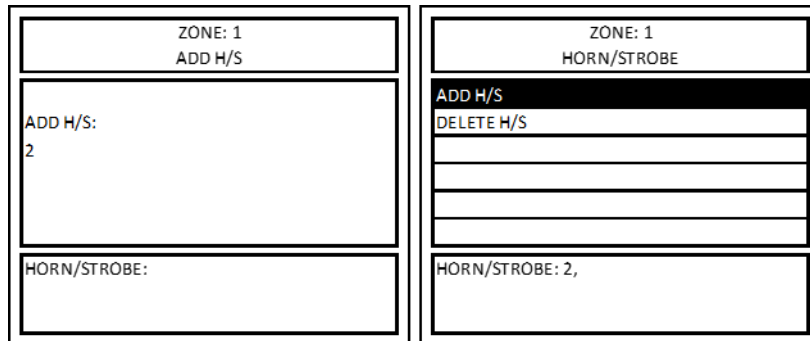 ZONE: 1
ADD H/S
ADD H/S:
2
HORN/STROBE:
ZONE: 1
HORN/STROBE
ADD H/S
DELETE H/S
HORN/STROBE: 2,